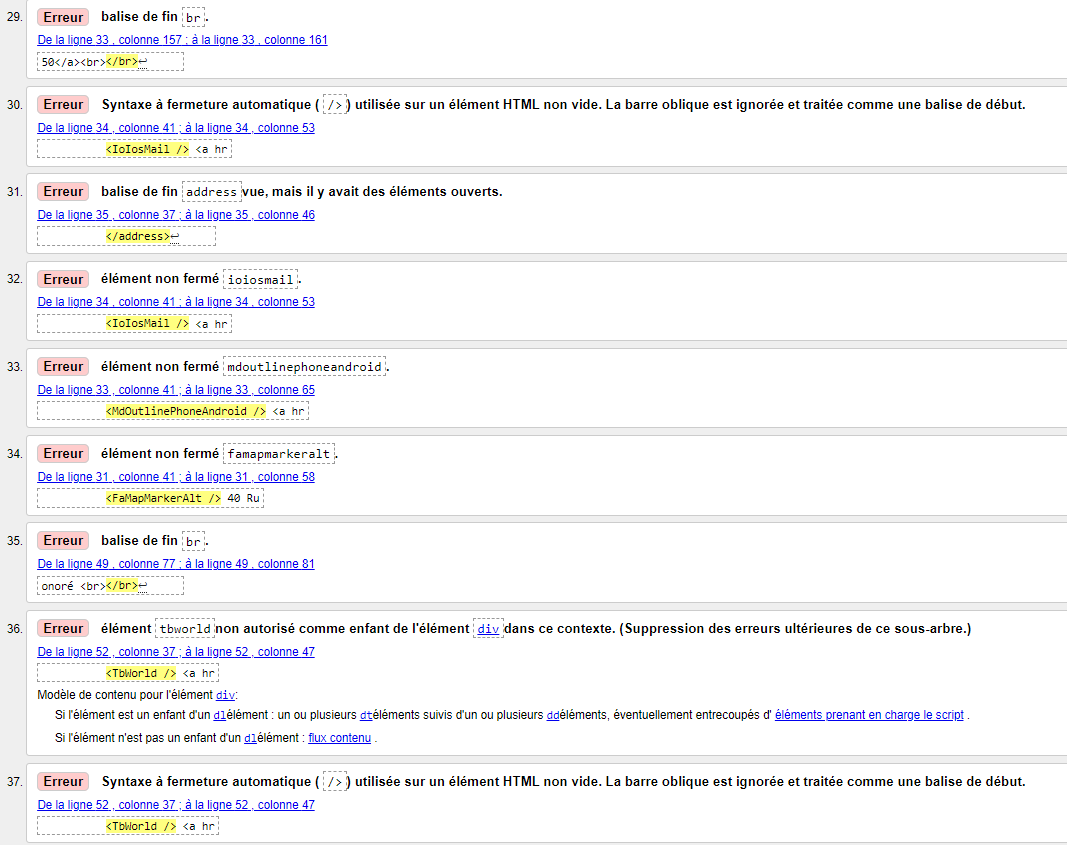 29. Erreur balise de fin br.
De la ligne 33 , colonne 157 ; à la ligne 33 , colonne 161
50</a><br></br>↩
30. Erreur Syntaxe à fermeture automatique ( />) utilisée sur un élément HTML non vide. La barre oblique est ignorée et traitée comme une balise de début.
De la ligne 34 , colonne 41 ; à la ligne 34 , colonne 53
<IoIosMail /> <a hr
31. Erreur balise de fin address vue, mais il y avait des éléments ouverts.
De la ligne 35 , colonne 37 ; à la ligne 35 , colonne 46
</address>↩
32. Erreur élément non fermé ioiosmail.
De la ligne 34 , colonne 41 ; à la ligne 34 , colonne 53
<IoIosMail /> <a hr
33. Erreur élément non fermé mdoutlinephoneandroid.
De la ligne 33 , colonne 41 ; à la ligne 33 , colonne 65
<MdOutlinePhoneAndroid /> <a hr
34. Erreur élément non fermé famapmarkeralt.
De la ligne 31 , colonne 41 ; à la ligne 31 , colonne 58
<FaMapMarkerAlt /> 40 Ru
35. Erreur balise de fin br.
De la ligne 49 , colonne 77 ; à la ligne 49 , colonne 81
onoré <br></br>↩
36. Erreur élément tbworld non autorisé comme enfant de l'élément div dans ce contexte. (Suppression des erreurs ultérieures de ce sous-arbre.)
De la ligne 52 , colonne 37 ; à la ligne 52 , colonne 47
<TbWorld /> <a hr
Modèle de contenu pour l'élément div:
Si l'élément est un enfant d'un dlélément : un ou plusieurs dtéléments suivis d'un ou plusieurs ddéléments, éventuellement entrecoupés d' éléments prenant en charge le script .
Si l'élément n'est pas un enfant d'un dlélément : flux contenu .
37. Erreur Syntaxe à fermeture automatique ( />) utilisée sur un élément HTML non vide. La barre oblique est ignorée et traitée comme une balise de début.
De la ligne 52 , colonne 37 ; à la ligne 52 , colonne 47
<TbWorld /> <a hr